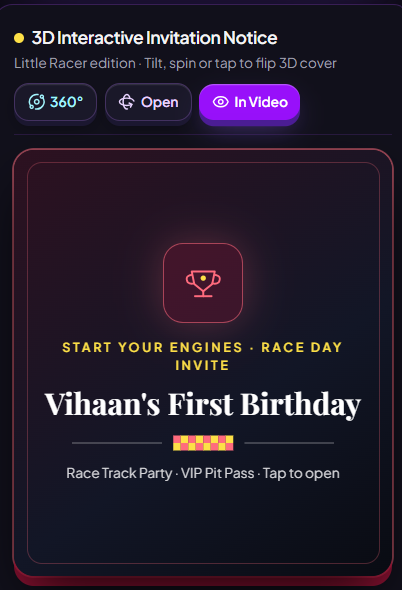 3D Interactive Invitation Notice
Little Racer edition · Tilt, spin or tap to flip 3D cover
360° Open In Video
START YOUR ENGINES · RACE DAY
INVITE
Vihaan's First Birthday
Race Track Party · VIP Pit Pass · Tap to open